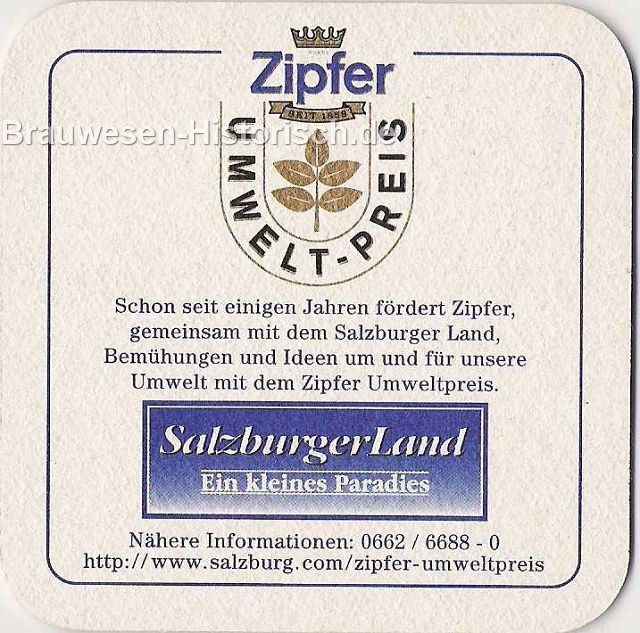 Zipfer
SEIT 1858
Brauwesen-Historisch.de
UMWELT-PREIS
Schon seit einigen Jahren fördert Zipfer,
gemeinsam mit dem Salzburger Land,
Bemühungen und Ideen um und für unsere
Umwelt mit dem Zipfer Umweltpreis.
SalzburgerLand
Ein kleines Paradies
Nähere Informationen: 0662 / 6688 - 0
http://www.salzburg.com/zipfer-umweltpreis